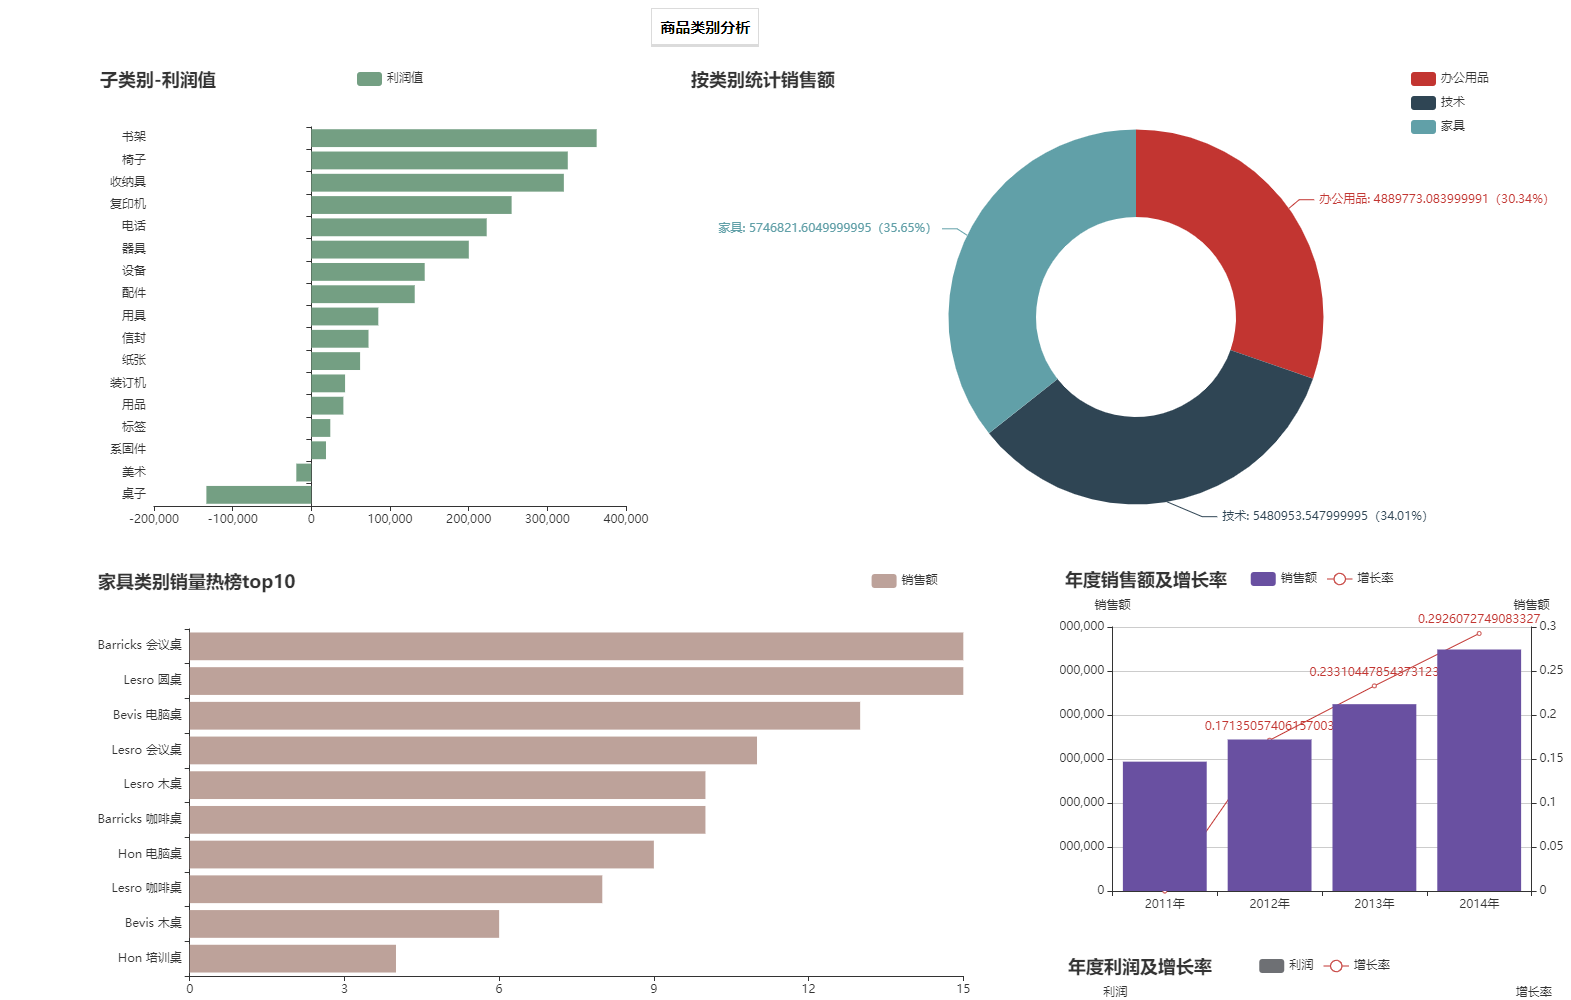 商品类别分析
子类别-利润值
利润值
书架
椅子
收纳具
复印机
电话
器具
设备
配件
用具
信封
纸张
装订机
用品
标签
系固件
美术
桌子
-200,000 -100,000 0 100,000 200,000 300,000 400,000
按类别统计销售额
办公用品
技术
家具
办公用品: 4889773.083999991（30.34%）
家具: 5746821.6049999995（35.65%）
技术: 5480953.547999995（34.01%）
家具类别销量热榜top10
销售额
Barricks 会议桌
Lesro 圆桌
Bevis 电脑桌
Lesro 会议桌
Lesro 木桌
Barricks 咖啡桌
Hon 电脑桌
Lesro 咖啡桌
Bevis 木桌
Hon 培训桌
0 3 6 9 12 15
年度销售额及增长率
销售额 增长率
销售额 销售额
000,000 0.3
000,000 0.25
000,000 0.2
000,000 0.15
000,000 0.1
000,000 0.05
0 0
0.2926072749083327
0.23310447854373123
0.17135057406157003
2011年 2012年 2013年 2014年
年度利润及增长率
利润 增长率
利润 增长率